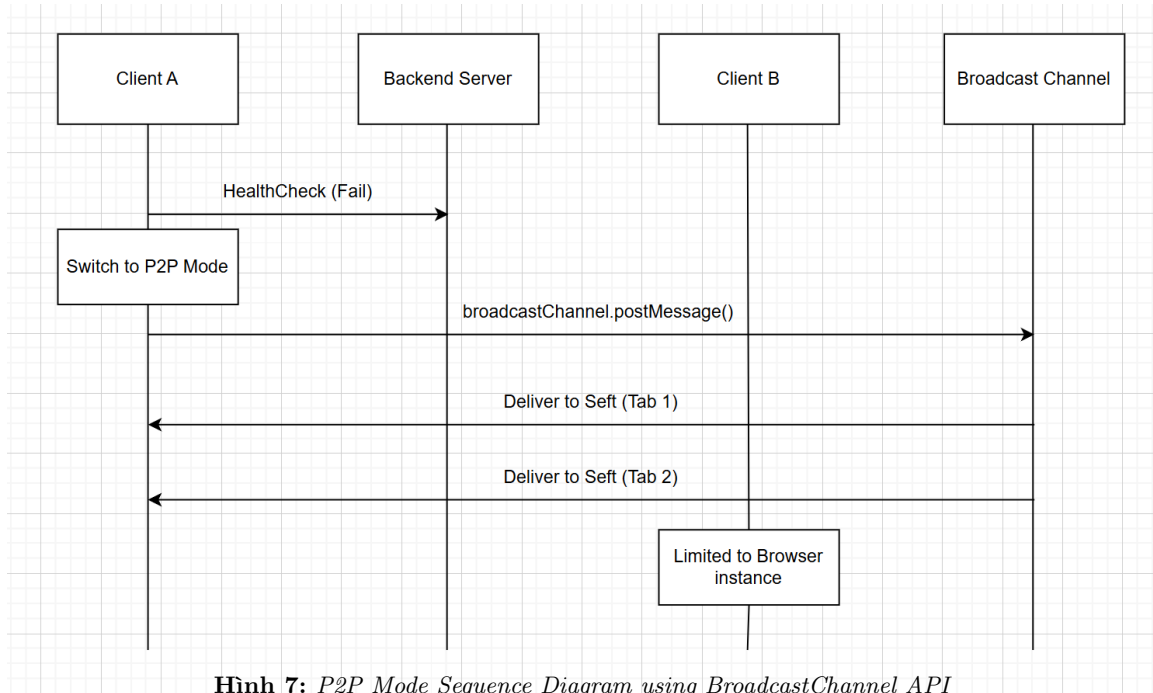 Client A
Backend Server
Client B
Broadcast Channel
HealthCheck (Fail)
Switch to P2P Mode
broadcastChannel.postMessage()
Deliver to Seft (Tab 1)
Deliver to Seft (Tab 2)
Limited to Browser
instance
Hình 7: P2P Mode Sequence Diagram using BroadcastChannel API